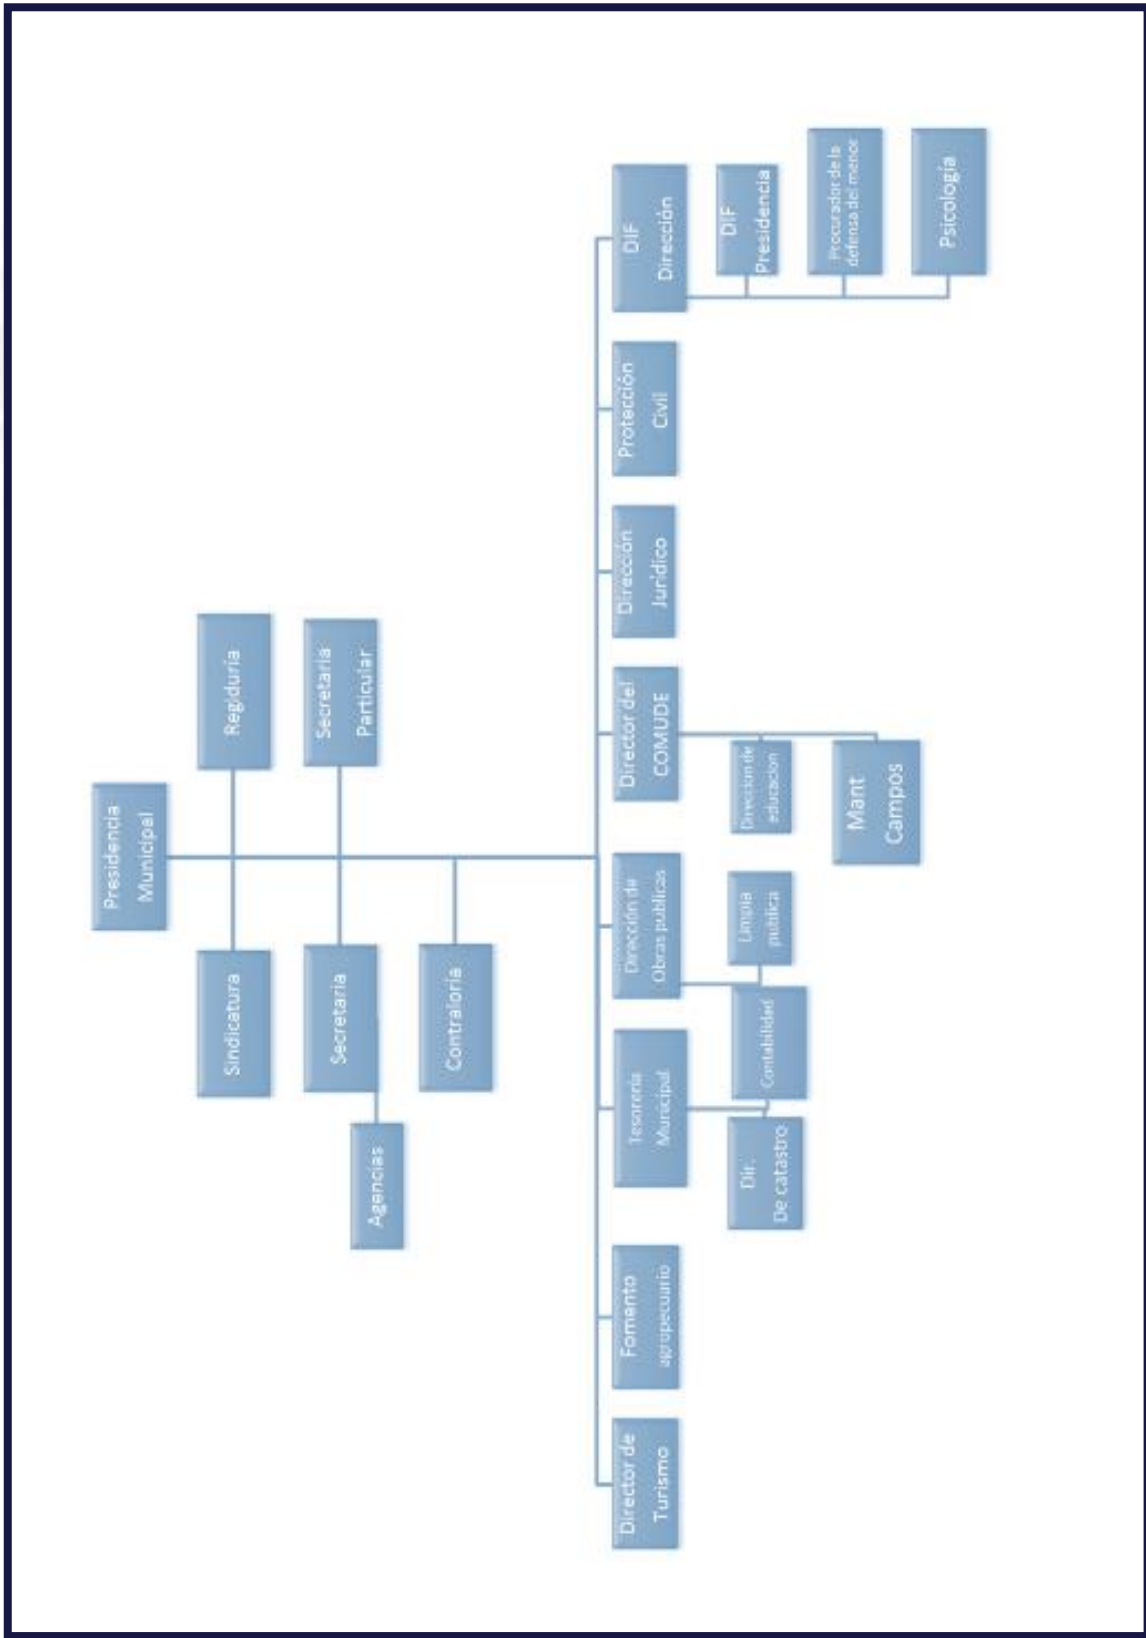 Presidencia
Municipal
Sindicatura
Regiduría
Secretaria
Secretaria
Particular
Agencias
Contraloría
Director de
Turismo
Fomento
agropecuario
Tesorería
Municipal
Dirección de
Obras publicas
Director del
COMUDE
Dirección
Jurídico
Protección
Civil
DIF
Dirección
Dir.
De catastro
Contabilidad
Limpia
publica
Direccion de
educacion
Mant
Campos
DIF
Presidencia
Procurador de la
defensa del menor
Psicología